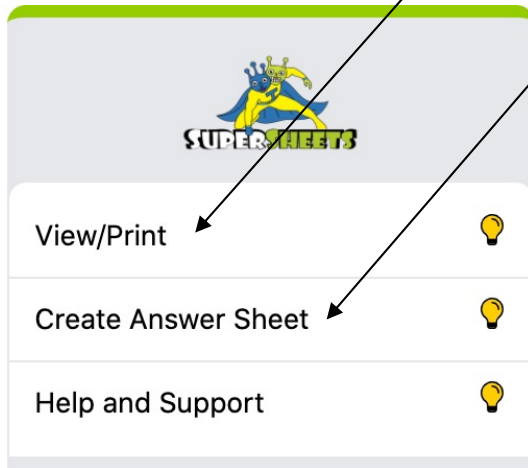 SUPERSHEETS
View/Print
Create Answer Sheet
Help and Support